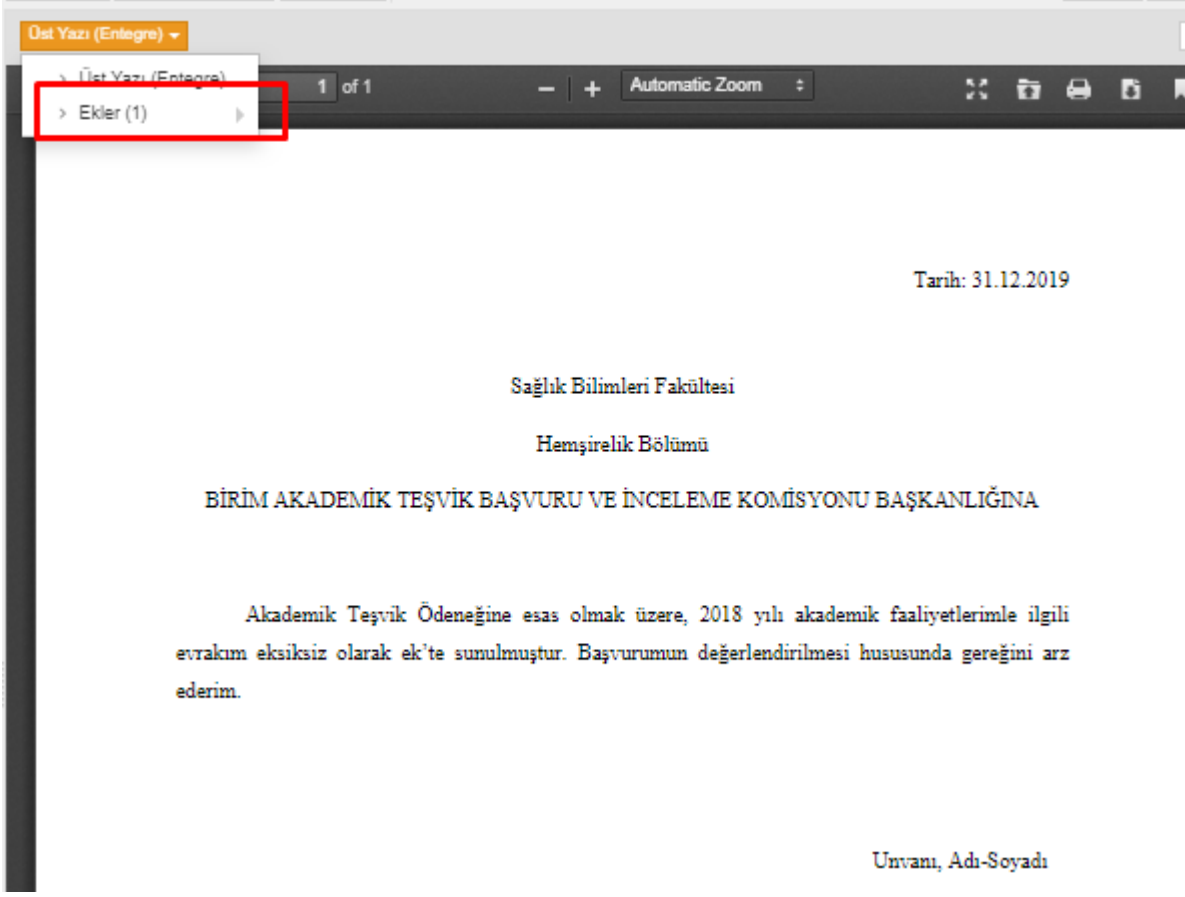 Üst Yazı (Entegre)
> Üst Yazı (Entegre)
> Ekler (1)
1 of 1
− + Automatic Zoom
Tarih: 31.12.2019
Sağlık Bilimleri Fakültesi
Hemşirelik Bölümü
BİRİM AKADEMİK TEŞVİK BAŞVURU VE İNCELEME KOMİSYONU BAŞKANLIĞINA
Akademik Teşvik Ödeneğine esas olmak üzere, 2018 yılı akademik faaliyetlerimle ilgili
evrakım eksiksiz olarak ek’te sunulmuştur. Başvurumun değerlendirilmesi hususunda gereğini arz
ederim.
Unvanı, Adı-Soyadı